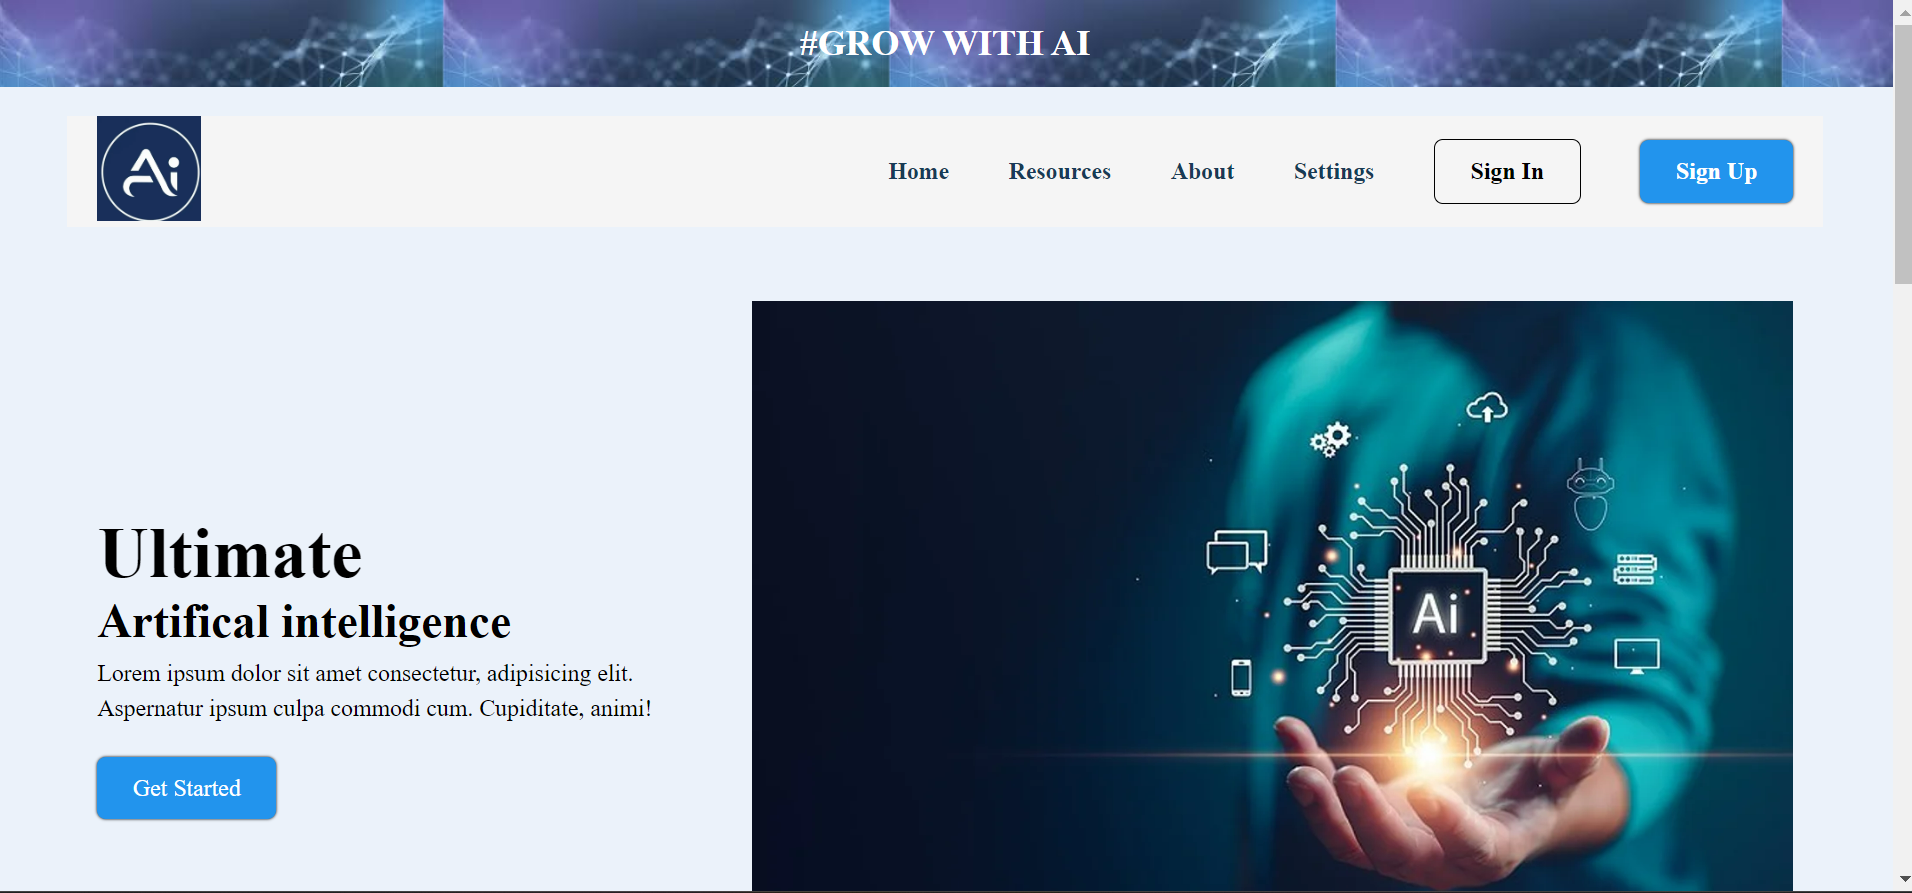 #GROW WITH AI
Ai
Home Resources About Settings Sign In Sign Up
Ultimate
Artifical intelligence
Lorem ipsum dolor sit amet consectetur, adipisicing elit.
Aspernatur ipsum culpa commodi cum. Cupiditate, animi!
Get Started
Ai